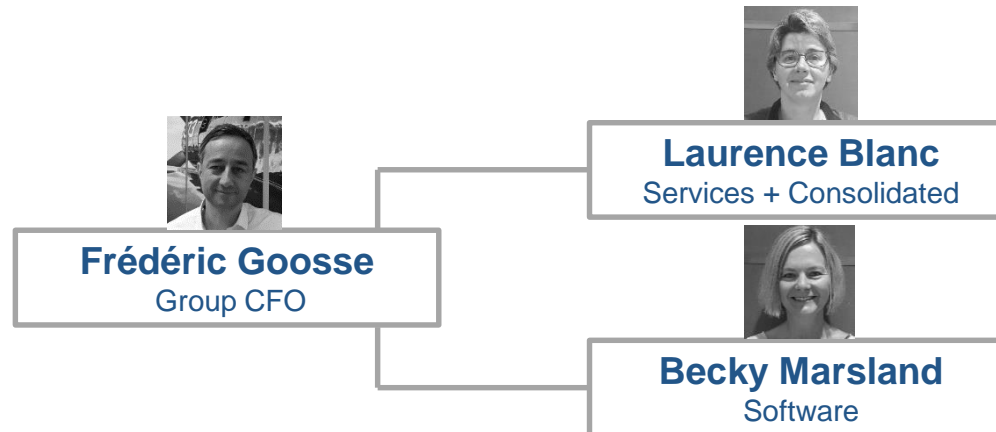 Frédéric Goosse
Group CFO
Laurence Blanc
Services + Consolidated
Becky Marsland
Software